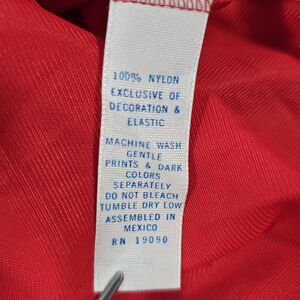 100% NYLON
EXCLUSIVE OF
DECORATION &
ELASTIC
MACHINE WASH
GENTLE
PRINTS & DARK
COLORS
SEPARATELY
DO NOT BLEACH
TUMBLE DRY LOW
ASSEMBLED IN
MEXICO
RN 19090